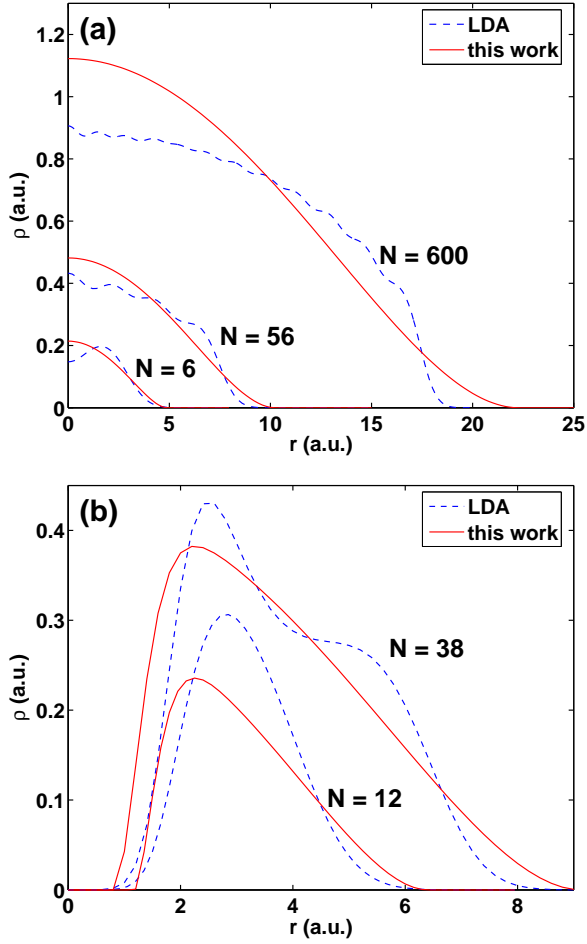 (a)
LDA
this work
1.2
1
0.8
0.6
0.4
0.2
0
ρ (a.u.)
N = 600
N = 56
N = 6
0 5 10 15 20 25
r (a.u.)
(b)
LDA
this work
0.4
0.3
0.2
0.1
0
ρ (a.u.)
N = 38
N = 12
0 2 4 6 8
r (a.u.)